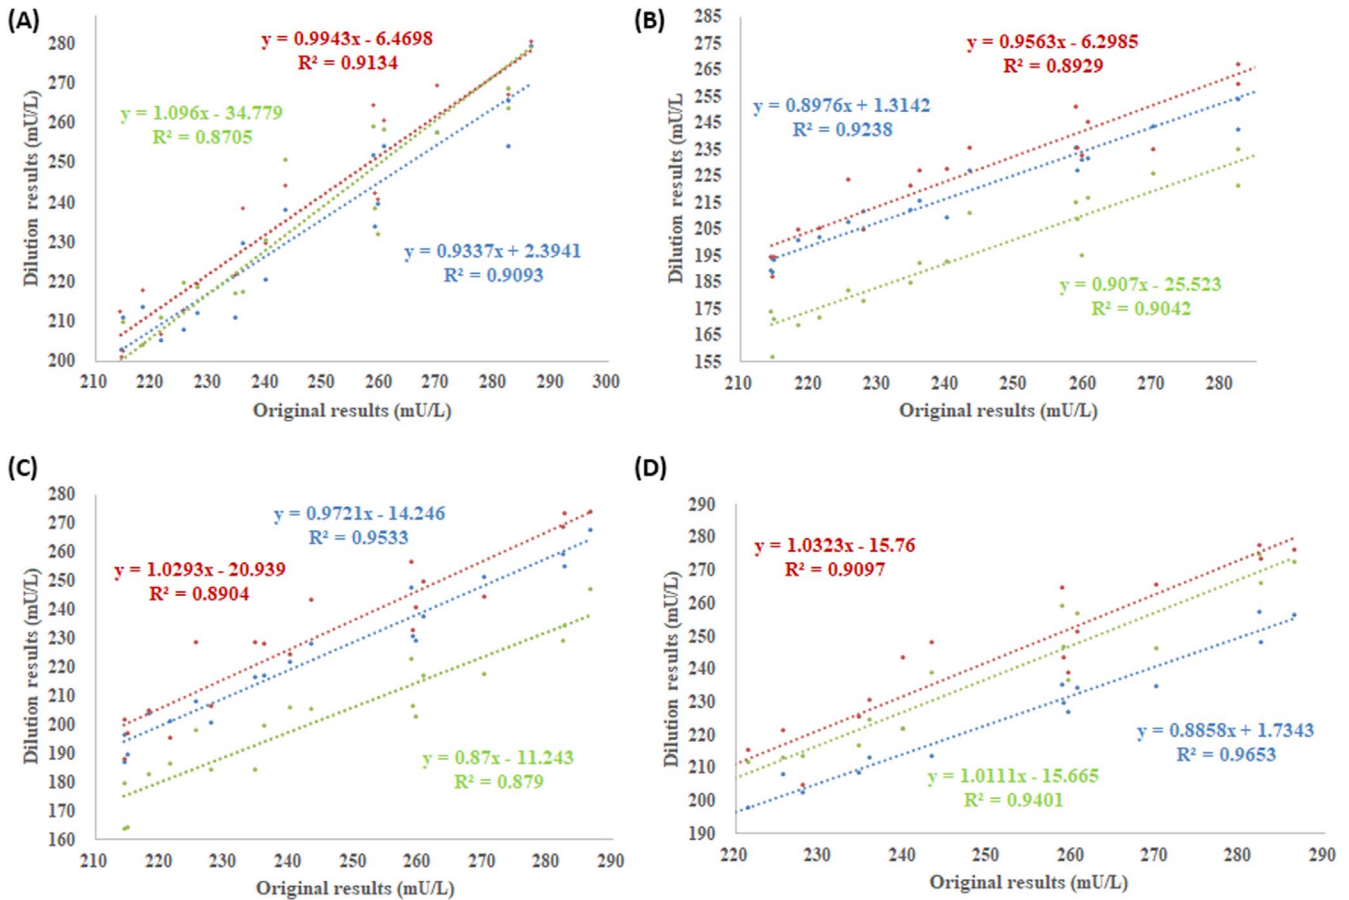 (A)
y = 0.9943x - 6.4698
R² = 0.9134
y = 1.096x - 34.779
R² = 0.8705
y = 0.9337x + 2.3941
R² = 0.9093
Dilution results (mU/L)
280
270
260
250
240
230
220
210
200
210 220 230 240 250 260 270 280 290 300
Original results (mU/L)
(B)
y = 0.9563x - 6.2985
R² = 0.8929
y = 0.8976x + 1.3142
R² = 0.9238
y = 0.907x - 25.523
R² = 0.9042
Dilution results (mU/L
285
275
265
255
245
235
225
215
205
195
185
175
165
155
210 220 230 240 250 260 270 280
Original results (mU/L)
(C)
y = 0.9721x - 14.246
R² = 0.9533
y = 1.0293x - 20.939
R² = 0.8904
y = 0.87x - 11.243
R² = 0.879
Dilution results (mU/L)
280
270
260
250
240
230
220
210
200
190
180
170
160
210 220 230 240 250 260 270 280 290
Original results (mU/L)
(D)
y = 1.0323x - 15.76
R² = 0.9097
y = 0.8858x + 1.7343
R² = 0.9653
y = 1.0111x - 15.665
R² = 0.9401
Dilution results (mU/L)
290
280
270
260
250
240
230
220
210
200
190
220 230 240 250 260 270 280 290
Original results (mU/L)